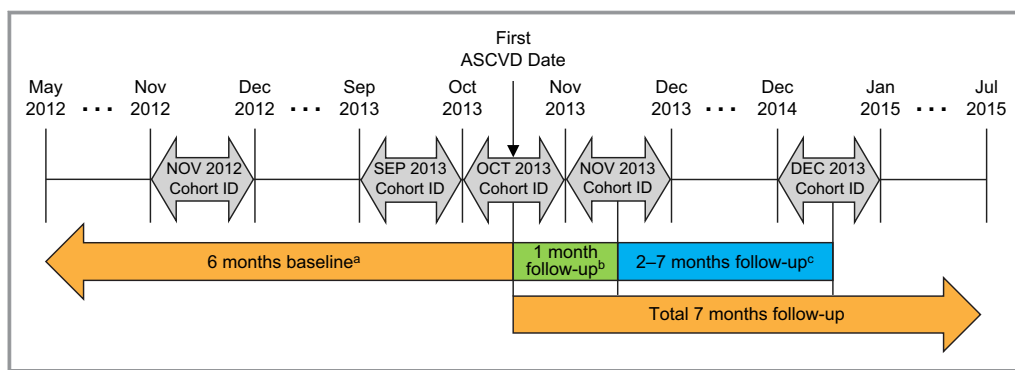 First
ASCVD Date
May
2012
Nov
2012
Dec
2012
Sep
2013
Oct
2013
Nov
2013
Dec
2013
Dec
2014
Jan
2015
Jul
2015
NOV 2012
Cohort ID
SEP 2013
Cohort ID
OCT 2013
Cohort ID
NOV 2013
Cohort ID
DEC 2013
Cohort ID
6 months baselineᵃ
1 month
follow-upᵇ
2–7 months follow-upᶜ
Total 7 months follow-up